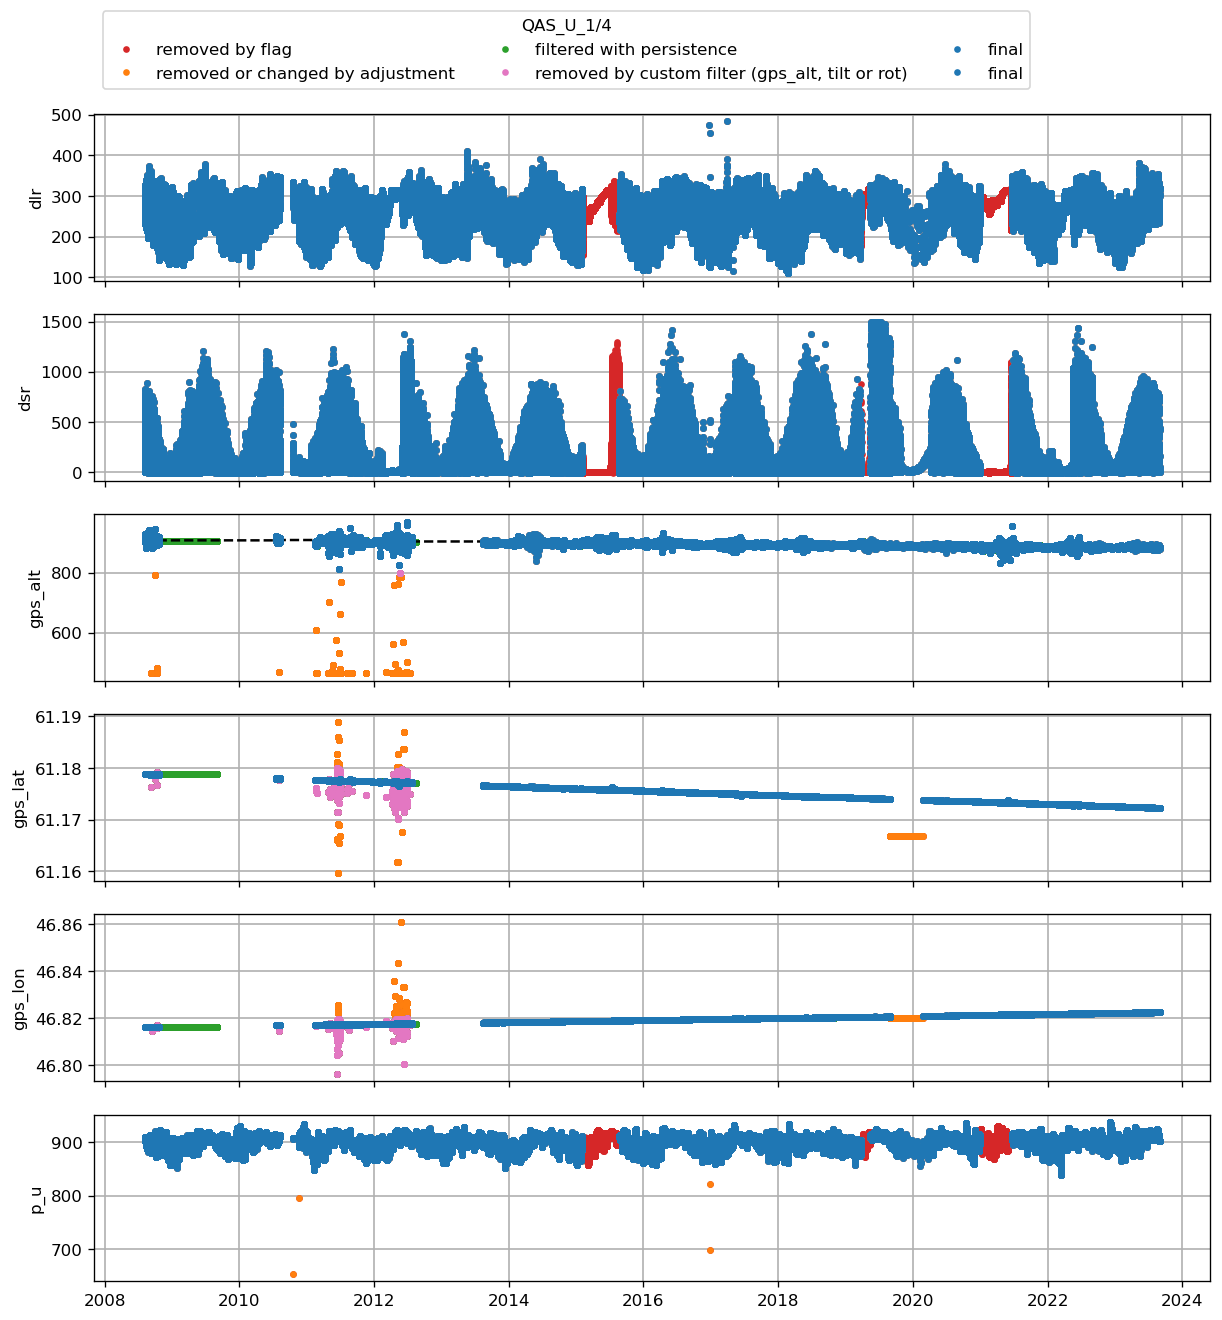 QAS_U_1/4
removed by flag
filtered with persistence
final
removed or changed by adjustment
removed by custom filter (gps_alt, tilt or rot)
final
500
400
300
200
100
dlr
1500
1000
500
0
dsr
800
600
gps_alt
61.19
61.18
61.17
61.16
gps_lat
46.86
46.84
46.82
46.80
gps_lon
900
800
700
p_u
2008
2010
2012
2014
2016
2018
2020
2022
2024